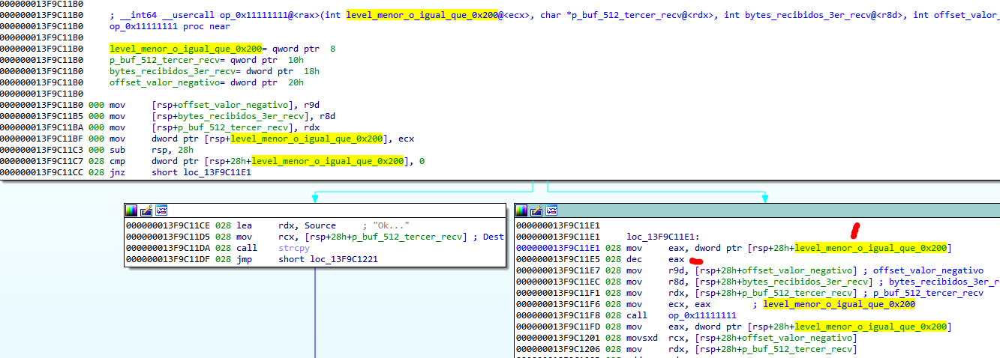 000000013F9C11B0
000000013F9C11B0 ; __int64 __usercall op_0x11111111@<rax>(int level_menor_o_igual_que_0x200@<ecx>, char *p_buf_512_tercer_recv@<rdx>, int bytes_recibidos_3er_recv@<r8d>, int offset_valor_
000000013F9C11B0 op_0x11111111 proc near
000000013F9C11B0
000000013F9C11B0 level_menor_o_igual_que_0x200= qword ptr 8
000000013F9C11B0 p_buf_512_tercer_recv= qword ptr 10h
000000013F9C11B0 bytes_recibidos_3er_recv= dword ptr 18h
000000013F9C11B0 offset_valor_negativo= dword ptr 20h
000000013F9C11B0
000000013F9C11B0 000 mov [rsp+offset_valor_negativo], r9d
000000013F9C11B5 000 mov [rsp+bytes_recibidos_3er_recv], r8d
000000013F9C11BA 000 mov [rsp+p_buf_512_tercer_recv], rdx
000000013F9C11BF 000 mov dword ptr [rsp+level_menor_o_igual_que_0x200], ecx
000000013F9C11C3 000 sub rsp, 28h
000000013F9C11C7 028 cmp dword ptr [rsp+28h+level_menor_o_igual_que_0x200], 0
000000013F9C11CC 028 jnz short loc_13F9C11E1
000000013F9C11CE 028 lea rdx, Source ; "Ok..."
000000013F9C11D5 028 mov rcx, [rsp+28h+p_buf_512_tercer_recv] ; Dest
000000013F9C11DA 028 call strcpy
000000013F9C11DF 028 jmp short loc_13F9C1221
000000013F9C11E1
000000013F9C11E1 loc_13F9C11E1:
000000013F9C11E1 028 mov eax, dword ptr [rsp+28h+level_menor_o_igual_que_0x200]
000000013F9C11E5 028 dec eax
000000013F9C11E7 028 mov r9d, [rsp+28h+offset_valor_negativo] ; offset_valor_negativo
000000013F9C11EC 028 mov r8d, [rsp+28h+bytes_recibidos_3er_recv] ; bytes_recibidos_3er_r
000000013F9C11F1 028 mov rdx, [rsp+28h+p_buf_512_tercer_recv] ; p_buf_512_tercer_recv
000000013F9C11F6 028 mov ecx, eax ; level_menor_o_igual_que_0x200
000000013F9C11F8 028 call op_0x11111111
000000013F9C11FD 028 mov eax, dword ptr [rsp+28h+level_menor_o_igual_que_0x200]
000000013F9C1201 028 movsxd rcx, [rsp+28h+offset_valor_negativo]
000000013F9C1206 028 mov rdx, [rsp+28h+p_buf_512_tercer_recv]